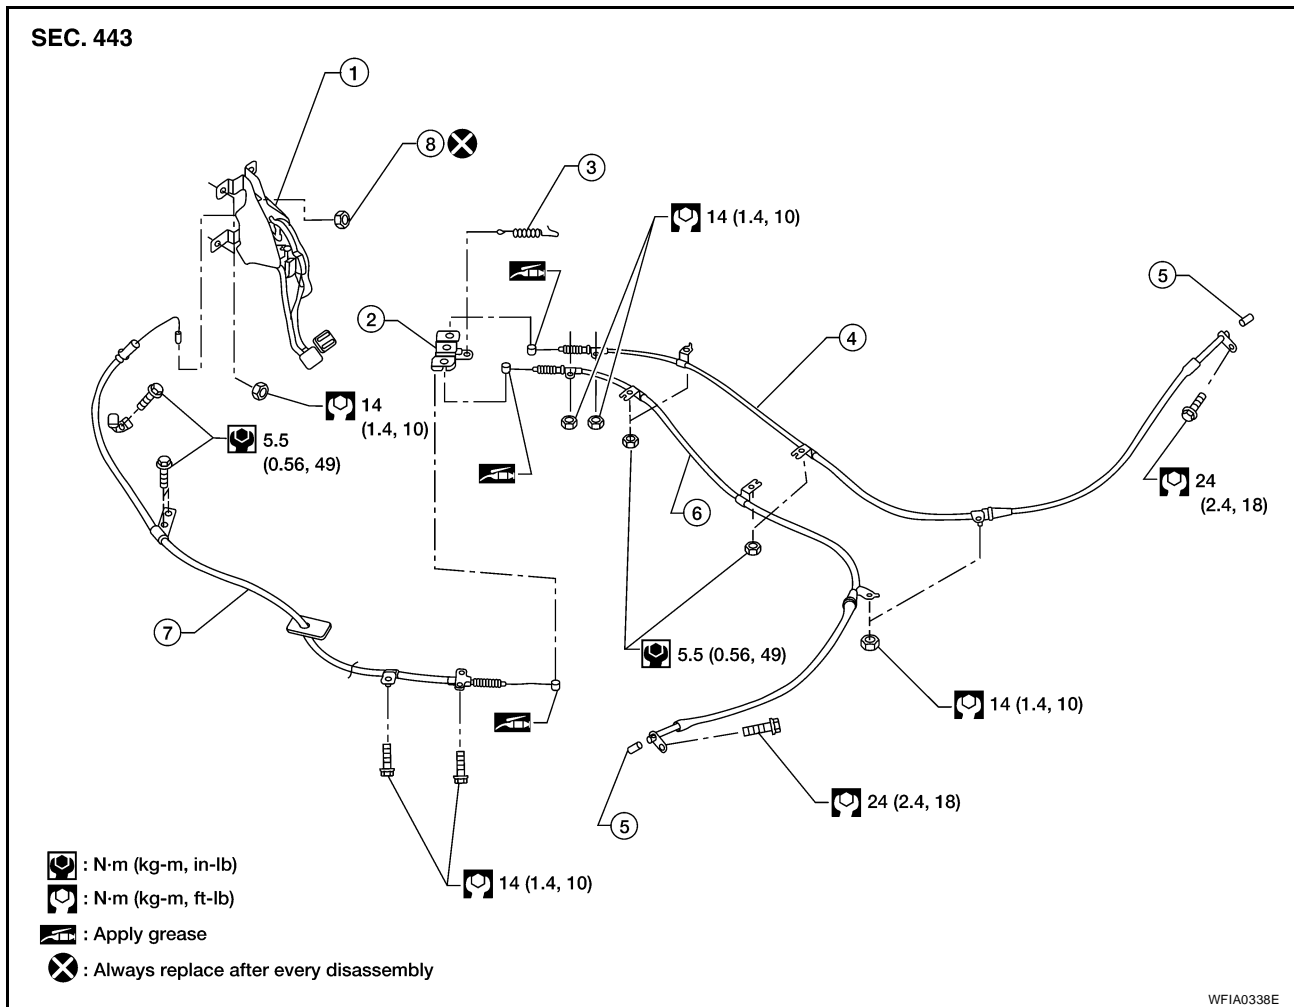 SEC. 443
1
8
3
14 (1.4, 10)
5
2
4
14
(1.4, 10)
5.5
(0.56, 49)
24
(2.4, 18)
6
7
5.5 (0.56, 49)
14 (1.4, 10)
24 (2.4, 18)
5
14 (1.4, 10)
: N·m (kg-m, in-lb)
: N·m (kg-m, ft-lb)
: Apply grease
: Always replace after every disassembly
WFIA0338E